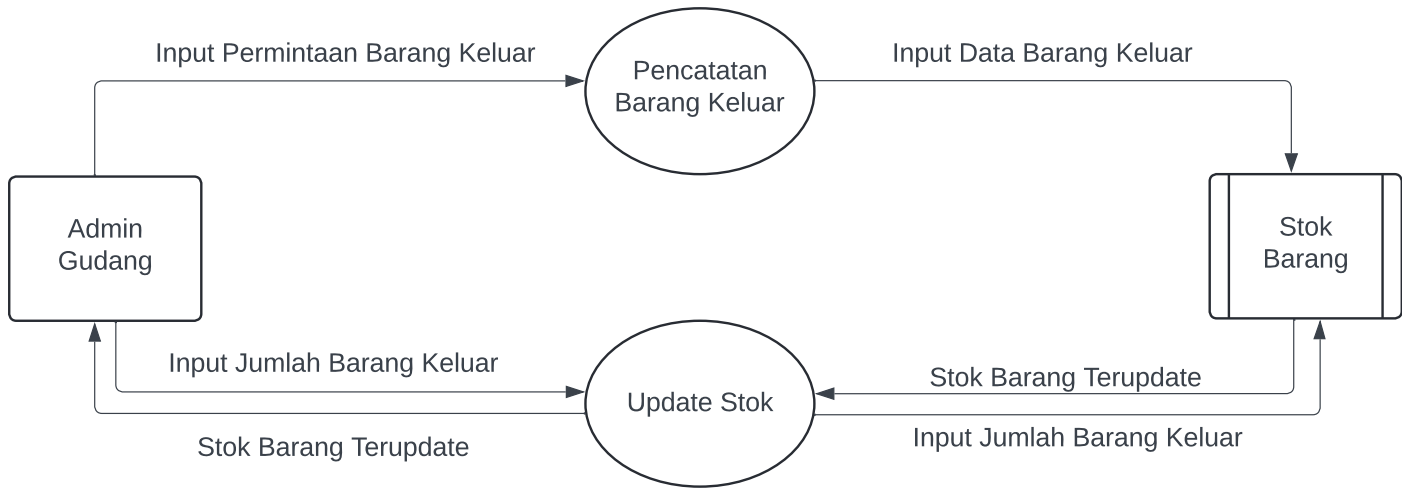 Input Permintaan Barang Keluar
Pencatatan
Barang Keluar
Input Data Barang Keluar
Admin
Gudang
Stok
Barang
Input Jumlah Barang Keluar
Update Stok
Stok Barang Terupdate
Stok Barang Terupdate
Input Jumlah Barang Keluar